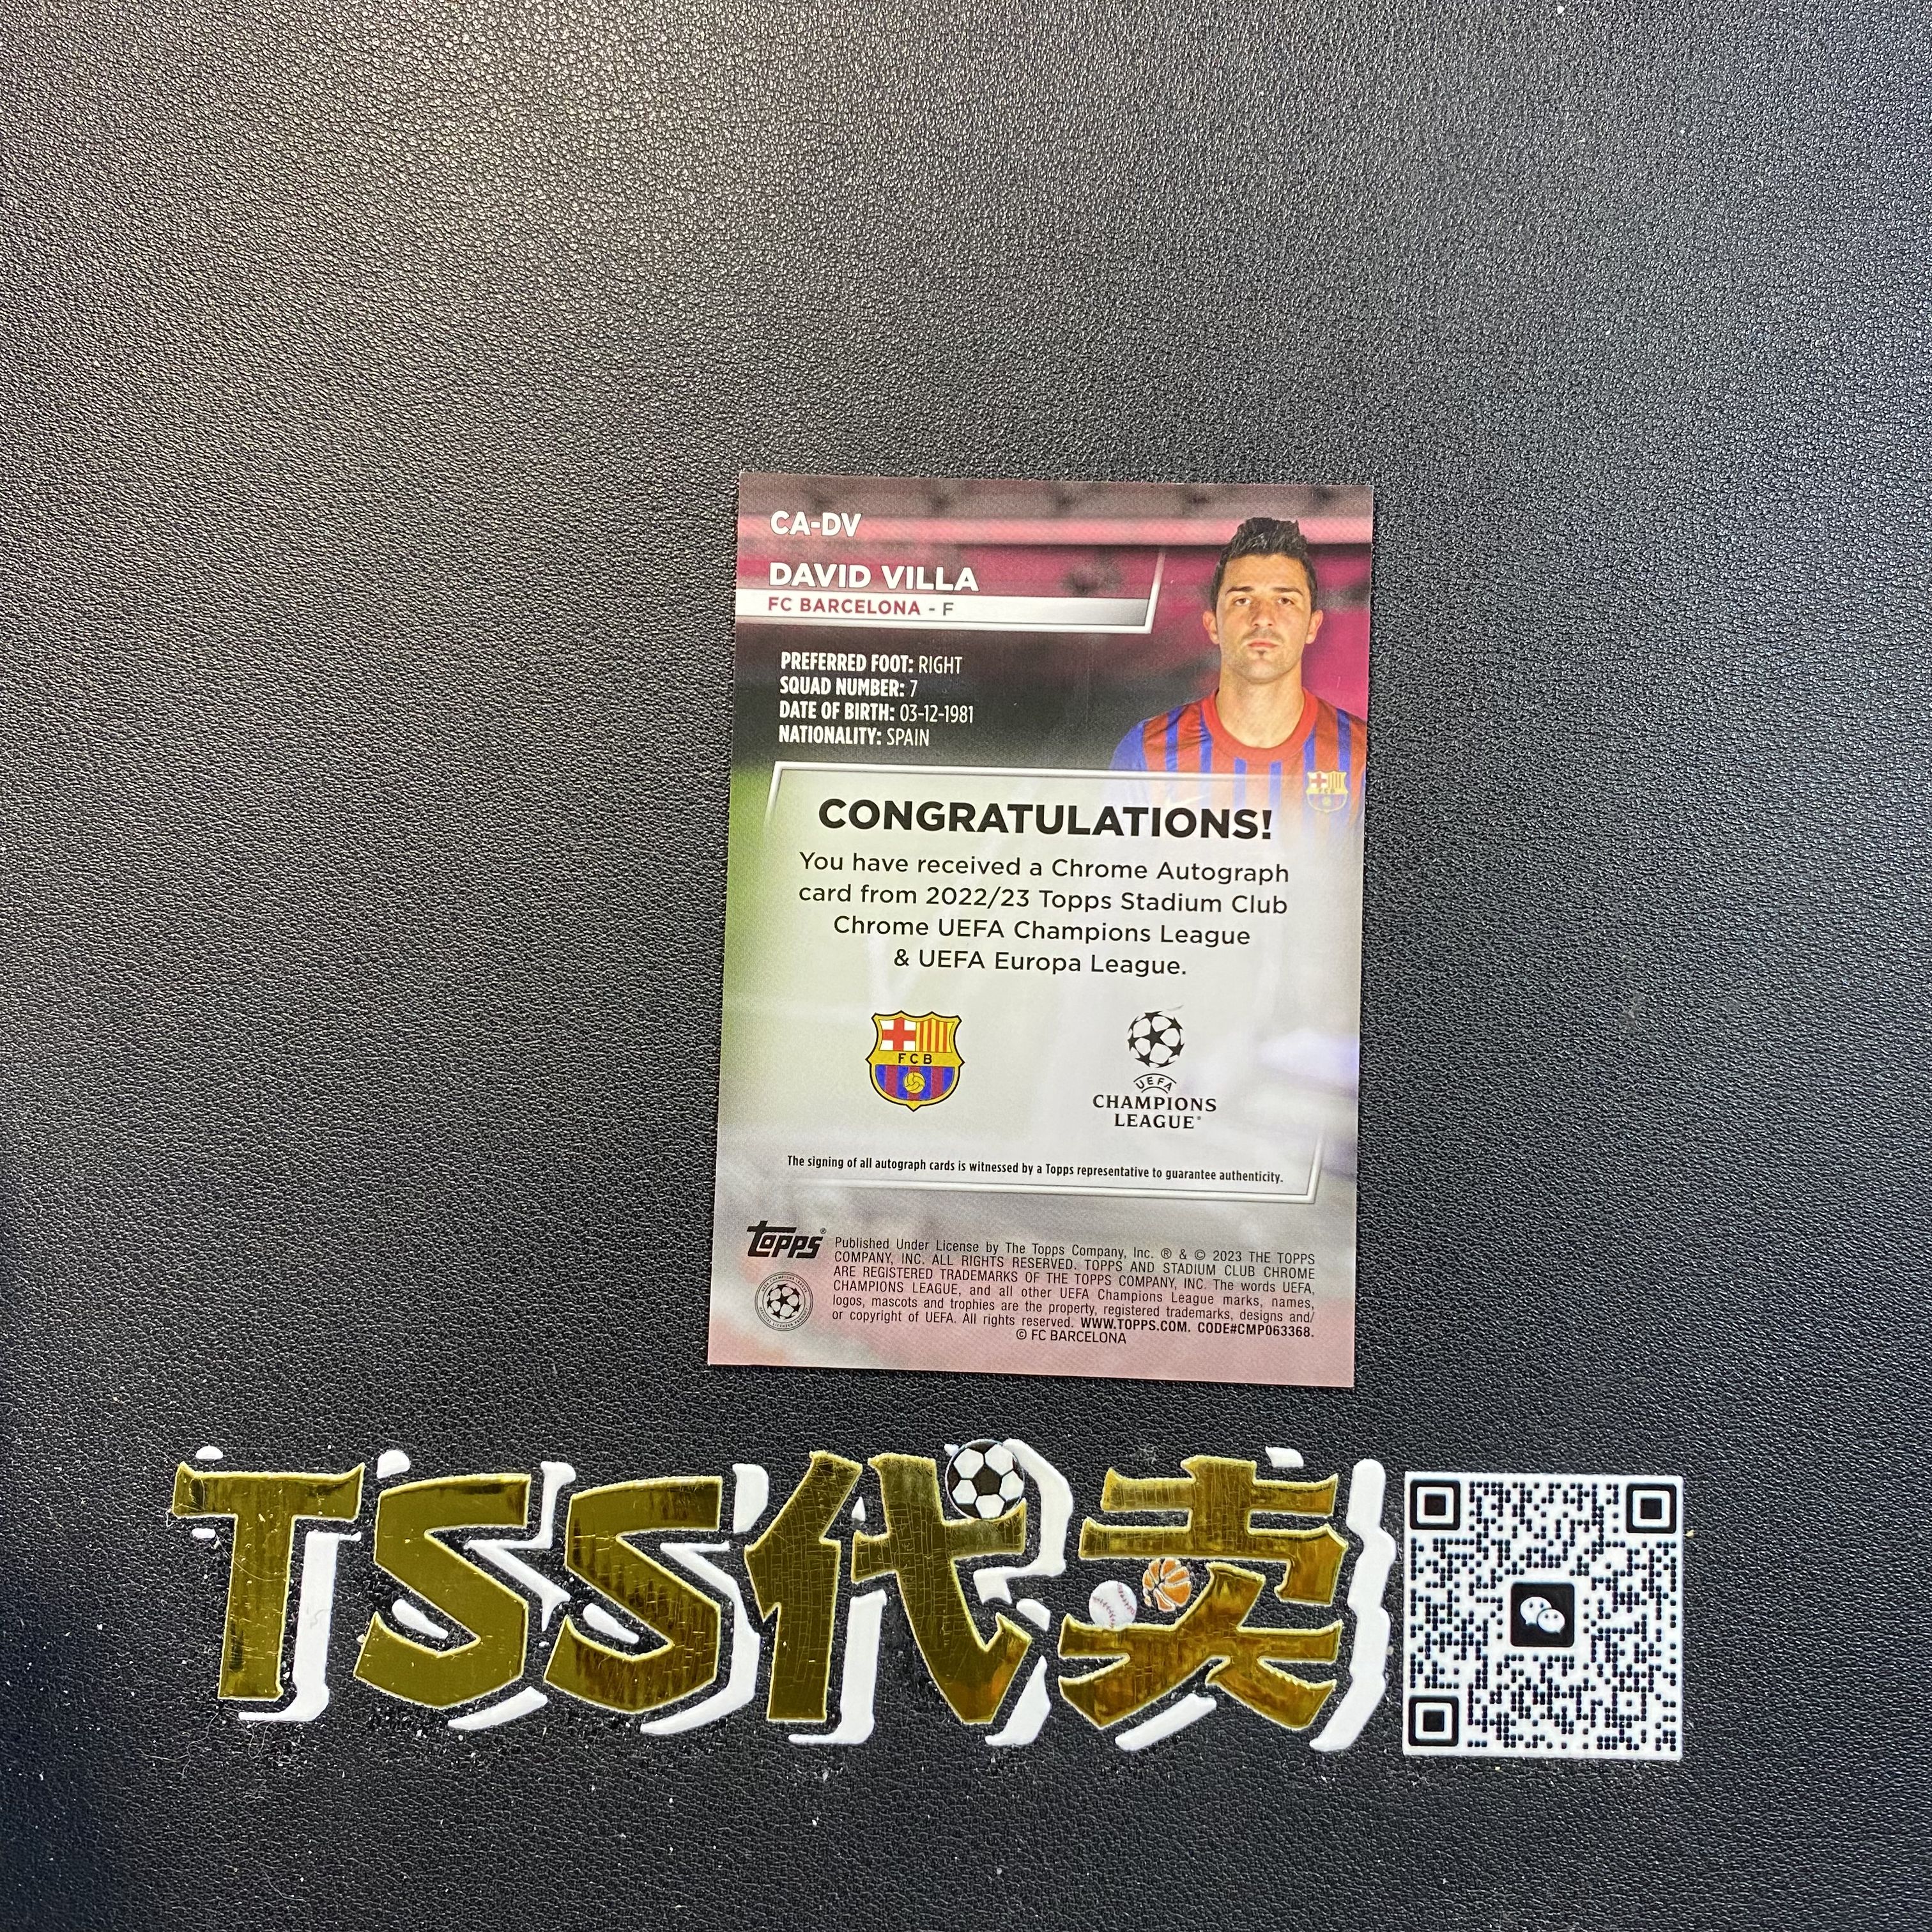 CA-DV
DAVID VILLA
FC BARCELONA - F
PREFERRED FOOT: RIGHT
SQUAD NUMBER: 7
DATE OF BIRTH: 03-12-1981
NATIONALITY: SPAIN
CONGRATULATIONS!
You have received a Chrome Autograph
card from 2022/23 Topps Stadium Club
Chrome UEFA Champions League
& UEFA Europa League.
FCB
UEFA
CHAMPIONS
LEAGUE®
The signing of all autograph cards is witnessed by a Topps representative to guarantee authenticity.
Topps®
Published Under License by The Topps Company, Inc. ® & © 2023 THE TOPPS
COMPANY, INC. ALL RIGHTS RESERVED. TOPPS AND STADIUM CLUB CHROME
ARE REGISTERED TRADEMARKS OF THE TOPPS COMPANY, INC. The words UEFA,
CHAMPIONS LEAGUE, and all other UEFA Champions League marks, names,
logos, mascots and trophies are the property, registered trademarks, designs and/
or copyright of UEFA. All rights reserved. WWW.TOPPS.COM. CODE#CMP063368.
© FC BARCELONA
TSS代卖